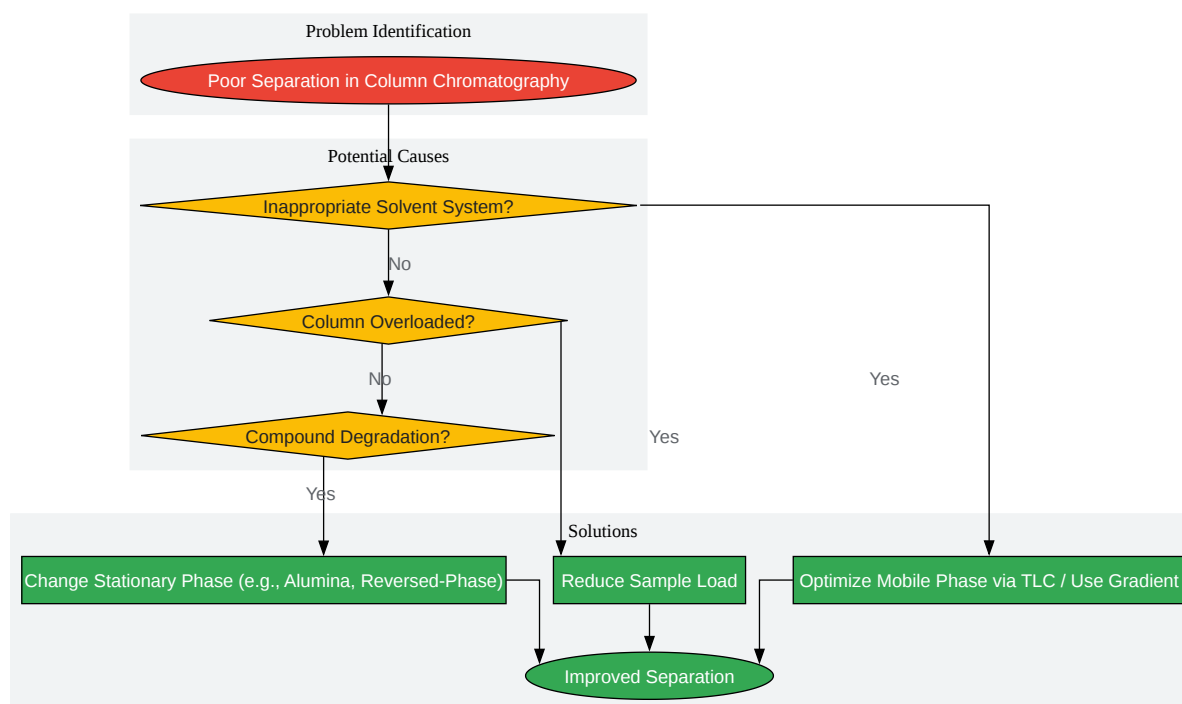 Problem Identification
Poor Separation in Column Chromatography
Potential Causes
Inappropriate Solvent System?
No
Column Overloaded?
No
Yes
Compound Degradation?
Yes
Yes
Solutions
Change Stationary Phase (e.g., Alumina, Reversed-Phase)
Reduce Sample Load
Optimize Mobile Phase via TLC / Use Gradient
Improved Separation